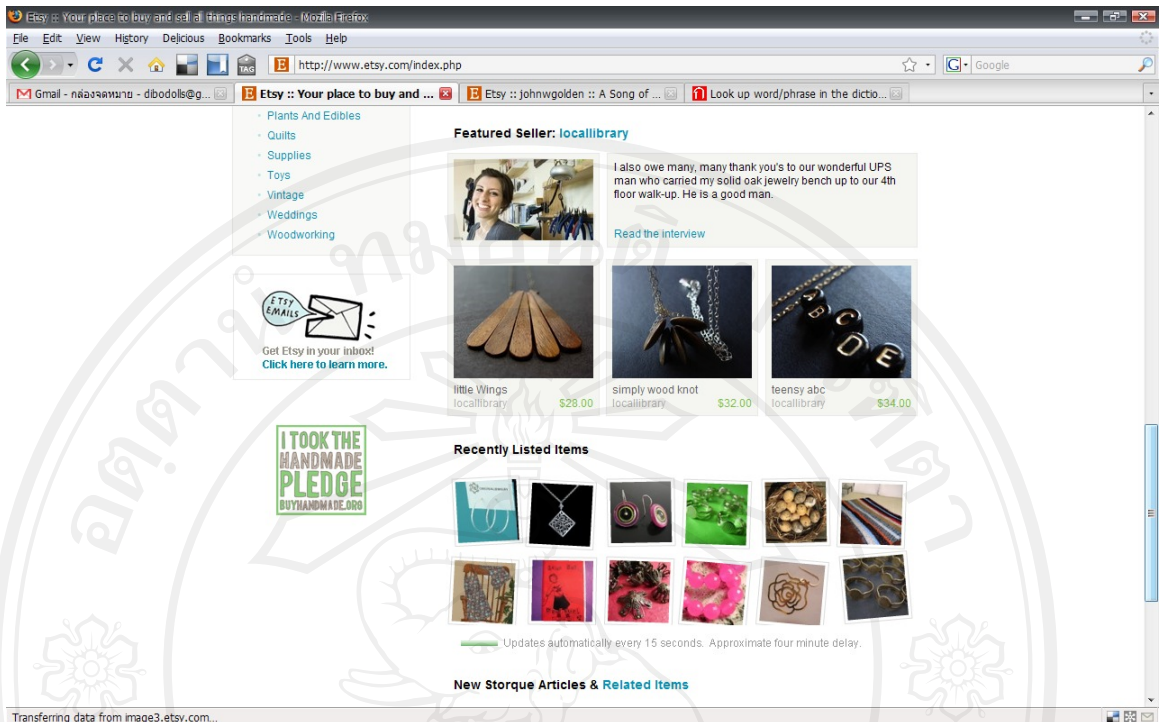 Etsy :: Your place to buy and sell all things handmade - Mozilla Firefox
File Edit View History Delicious Bookmarks Tools Help
TAG http://www.etsy.com/index.php Google
Gmail - กล่องจดหมาย - dibodolls@g... Etsy :: Your place to buy and ... Etsy :: johnwgolden :: A Song of ... Look up word/phrase in the dictio...
Plants And Edibles
Quilts
Supplies
Toys
Vintage
Weddings
Woodworking
ETSY
EMAILS
Get Etsy in your inbox!
Click here to learn more.
I TOOK THE
HANDMADE
PLEDGE
BUYHANDMADE.ORG
Featured Seller: locallibrary
I also owe many, many thank you's to our wonderful UPS
man who carried my solid oak jewelry bench up to our 4th
floor walk-up. He is a good man.
Read the interview
A B C D E
little Wings
locallibrary $28.00
simply wood knot
locallibrary $32.00
teensy abc
locallibrary $34.00
Recently Listed Items
Updates automatically every 15 seconds. Approximate four minute delay.
New Storque Articles & Related Items
Transferring data from image3.etsy.com...